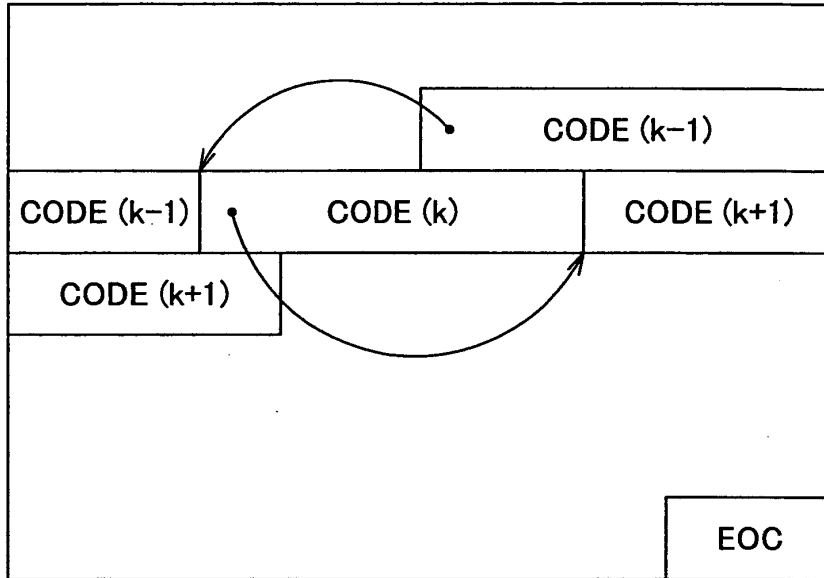 CODE (k−1)
CODE (k−1) CODE (k) CODE (k+1)
CODE (k+1)
EOC